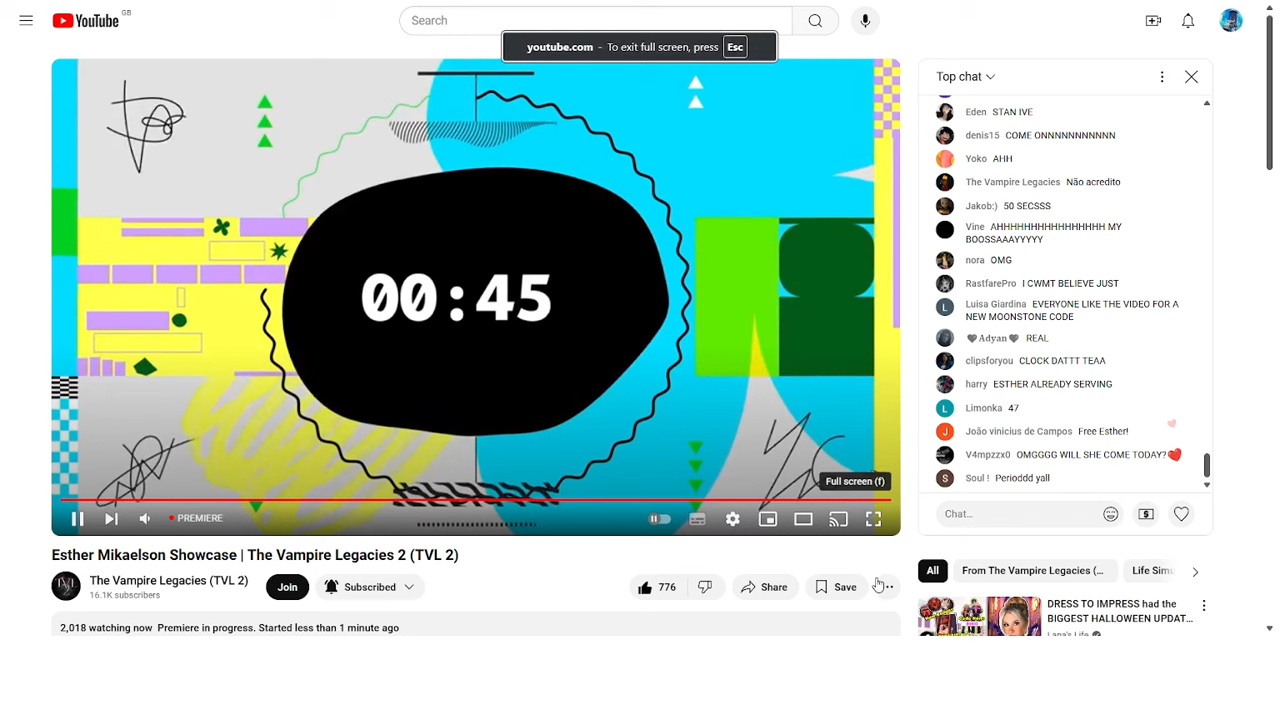 YouTube GB
Search
youtube.com - To exit full screen, press Esc
Top chat
Eden STAN IVE
denis15 COME ONNNNNNNNNNN
Yoko AHH
The Vampire Legacies Não acredito
Jakob:) 50 SECSSS
Vine AHHHHHHHHHHHHHHHH MY
BOSSAAAYYYYY
nora OMG
RastfarePro I CWMT BELIEVE JUST
Luisa Giardina EVERYONE LIKE THE VIDEO FOR A
NEW MOONSTONE CODE
🖤 𝐀𝐝𝐲𝐚𝐧🖤 REAL
clipsforyou CLOCK DATTT TEAA
harry ESTHER ALREADY SERVING
Limonka 47
João vinicius de Campos Free Esther!
V4mpzzx0 OMGGGG WILL SHE COME TODAY?❤️
Soul ! Perioddd yall
Chat...
00:45
Full screen (f)
PREMIERE
Esther Mikaelson Showcase | The Vampire Legacies 2 (TVL 2)
The Vampire Legacies (TVL 2)
16.1K subscribers
Join
Subscribed
776
Share
Save
2,018 watching now Premiere in progress. Started less than 1 minute ago
All
From The Vampire Legacies (...
Life Sim
DRESS TO IMPRESS had the
BIGGEST HALLOWEEN UPDAT...
Lana's Life